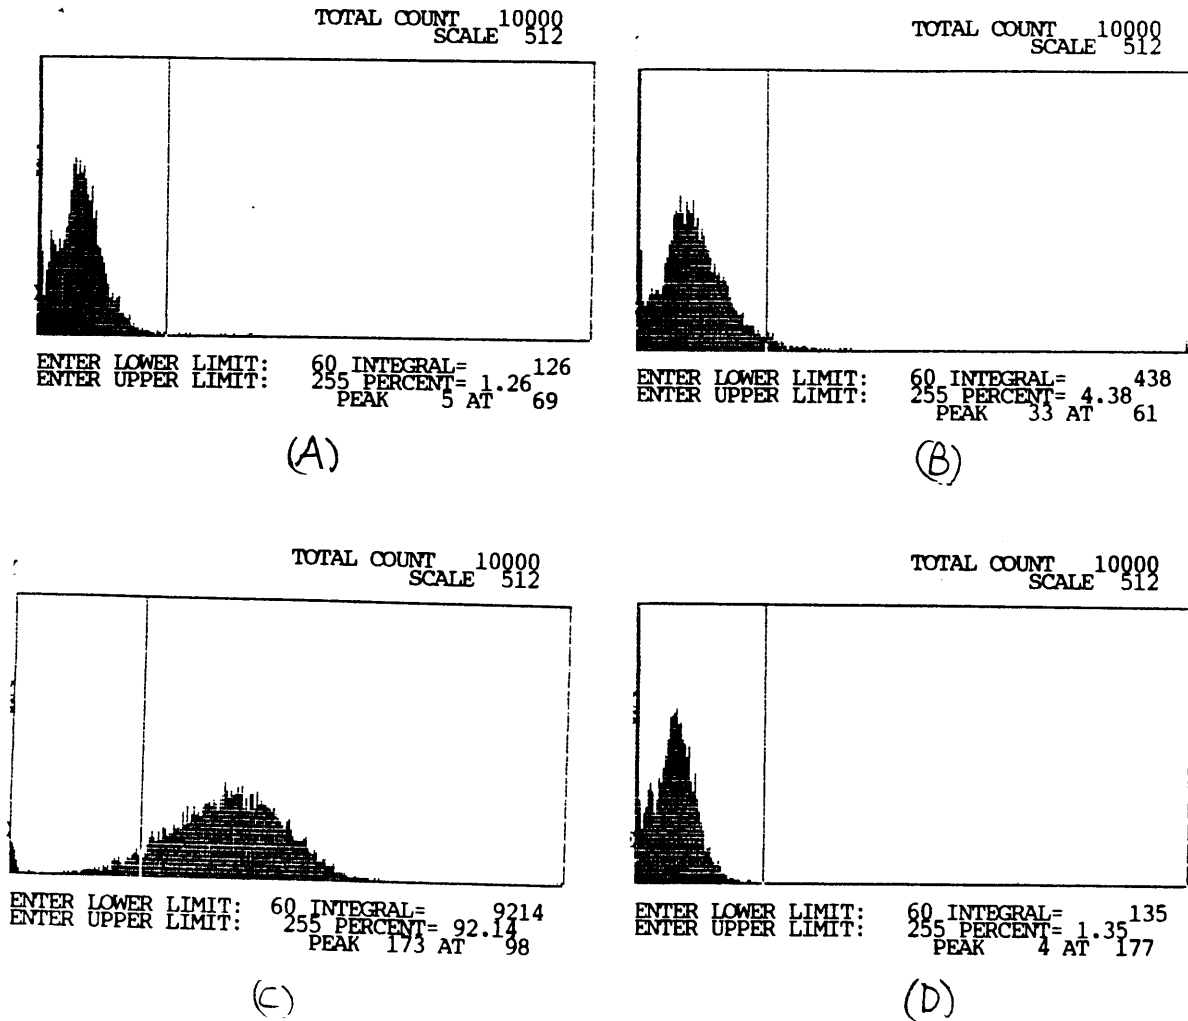 TOTAL COUNT 10000
SCALE 512
ENTER LOWER LIMIT: 60 INTEGRAL= 126
ENTER UPPER LIMIT: 255 PERCENT= 1.26
PEAK 5 AT 69
(A)
TOTAL COUNT 10000
SCALE 512
ENTER LOWER LIMIT: 60 INTEGRAL= 438
ENTER UPPER LIMIT: 255 PERCENT= 4.38
PEAK 33 AT 61
(B)
TOTAL COUNT 10000
SCALE 512
ENTER LOWER LIMIT: 60 INTEGRAL= 9214
ENTER UPPER LIMIT: 255 PERCENT= 92.14
PEAK 173 AT 98
(C)
TOTAL COUNT 10000
SCALE 512
ENTER LOWER LIMIT: 60 INTEGRAL= 135
ENTER UPPER LIMIT: 255 PERCENT= 1.35
PEAK 4 AT 177
(D)